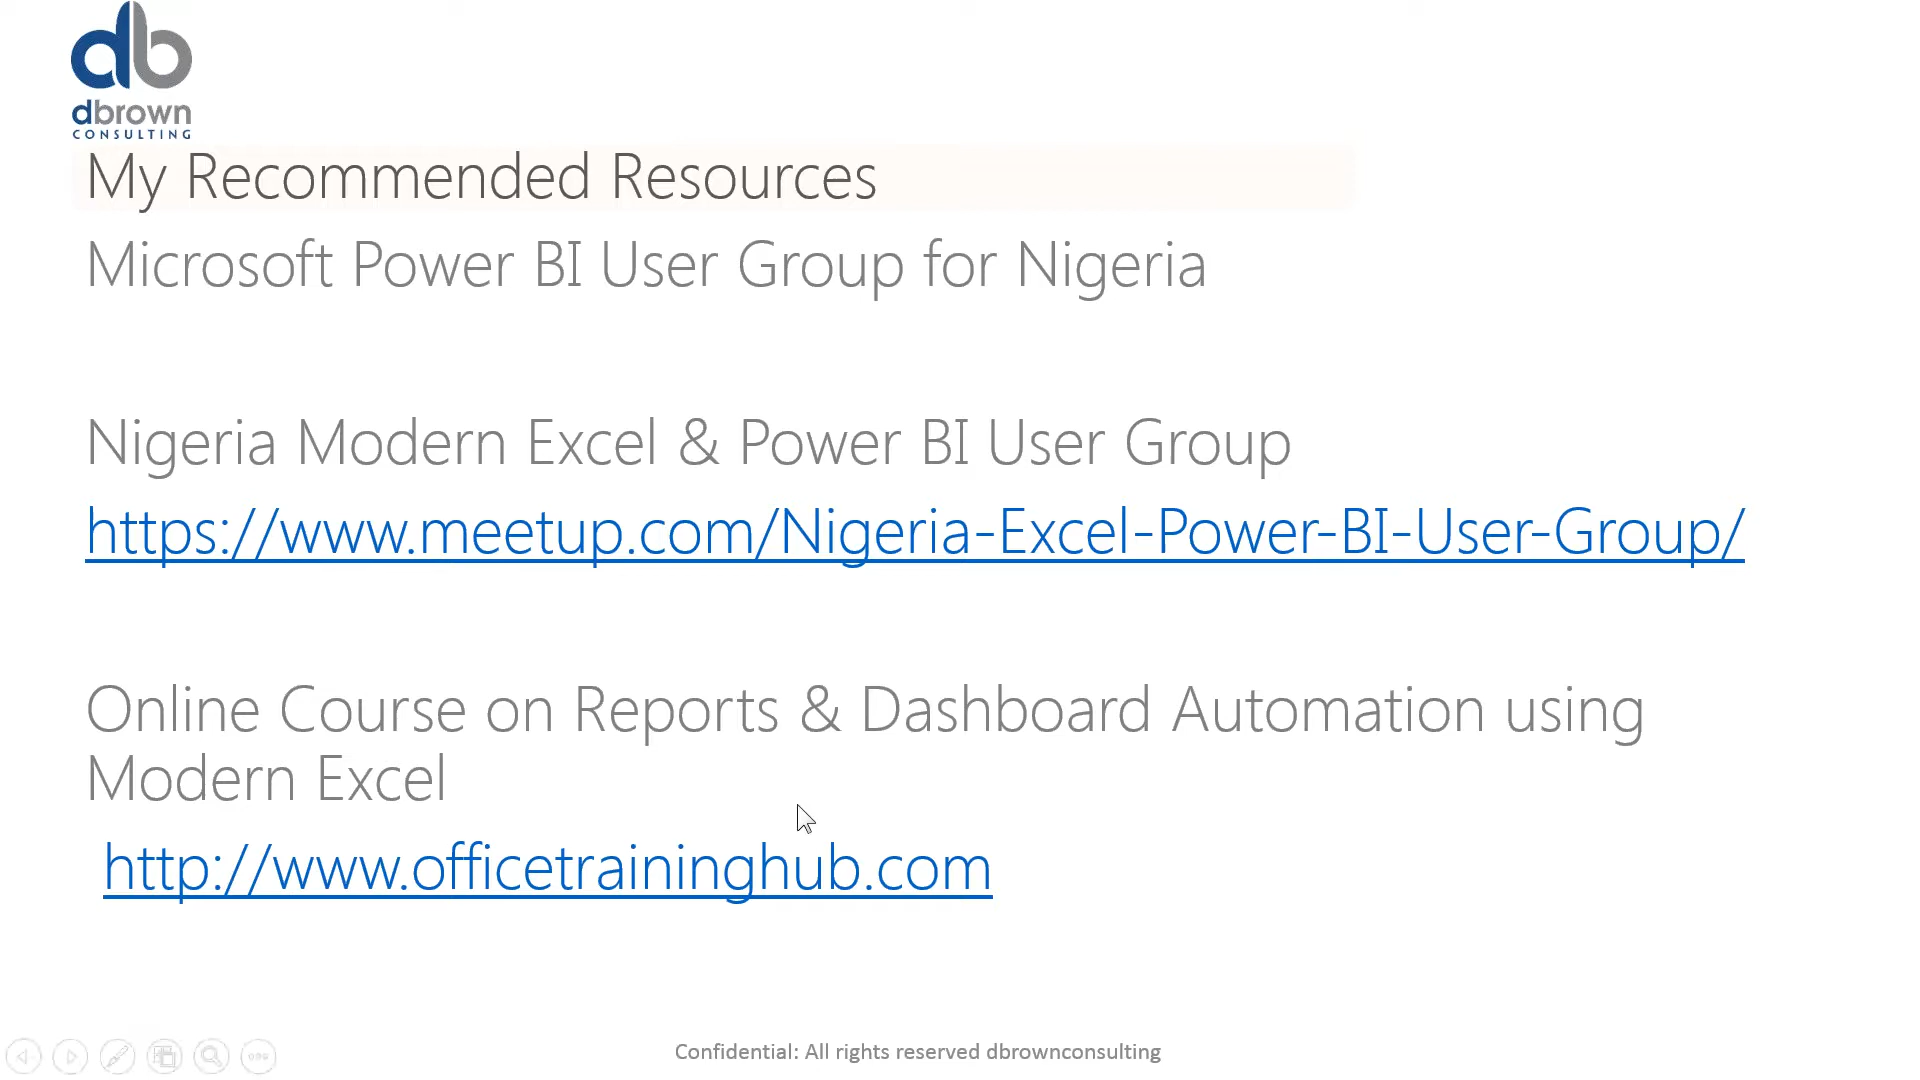 db
dbrown
CONSULTING
My Recommended Resources
Microsoft Power BI User Group for Nigeria
Nigeria Modern Excel & Power BI User Group
https://www.meetup.com/Nigeria-Excel-Power-BI-User-Group/
Online Course on Reports & Dashboard Automation using
Modern Excel
http://www.officetraininghub.com
Confidential: All rights reserved dbrownconsulting